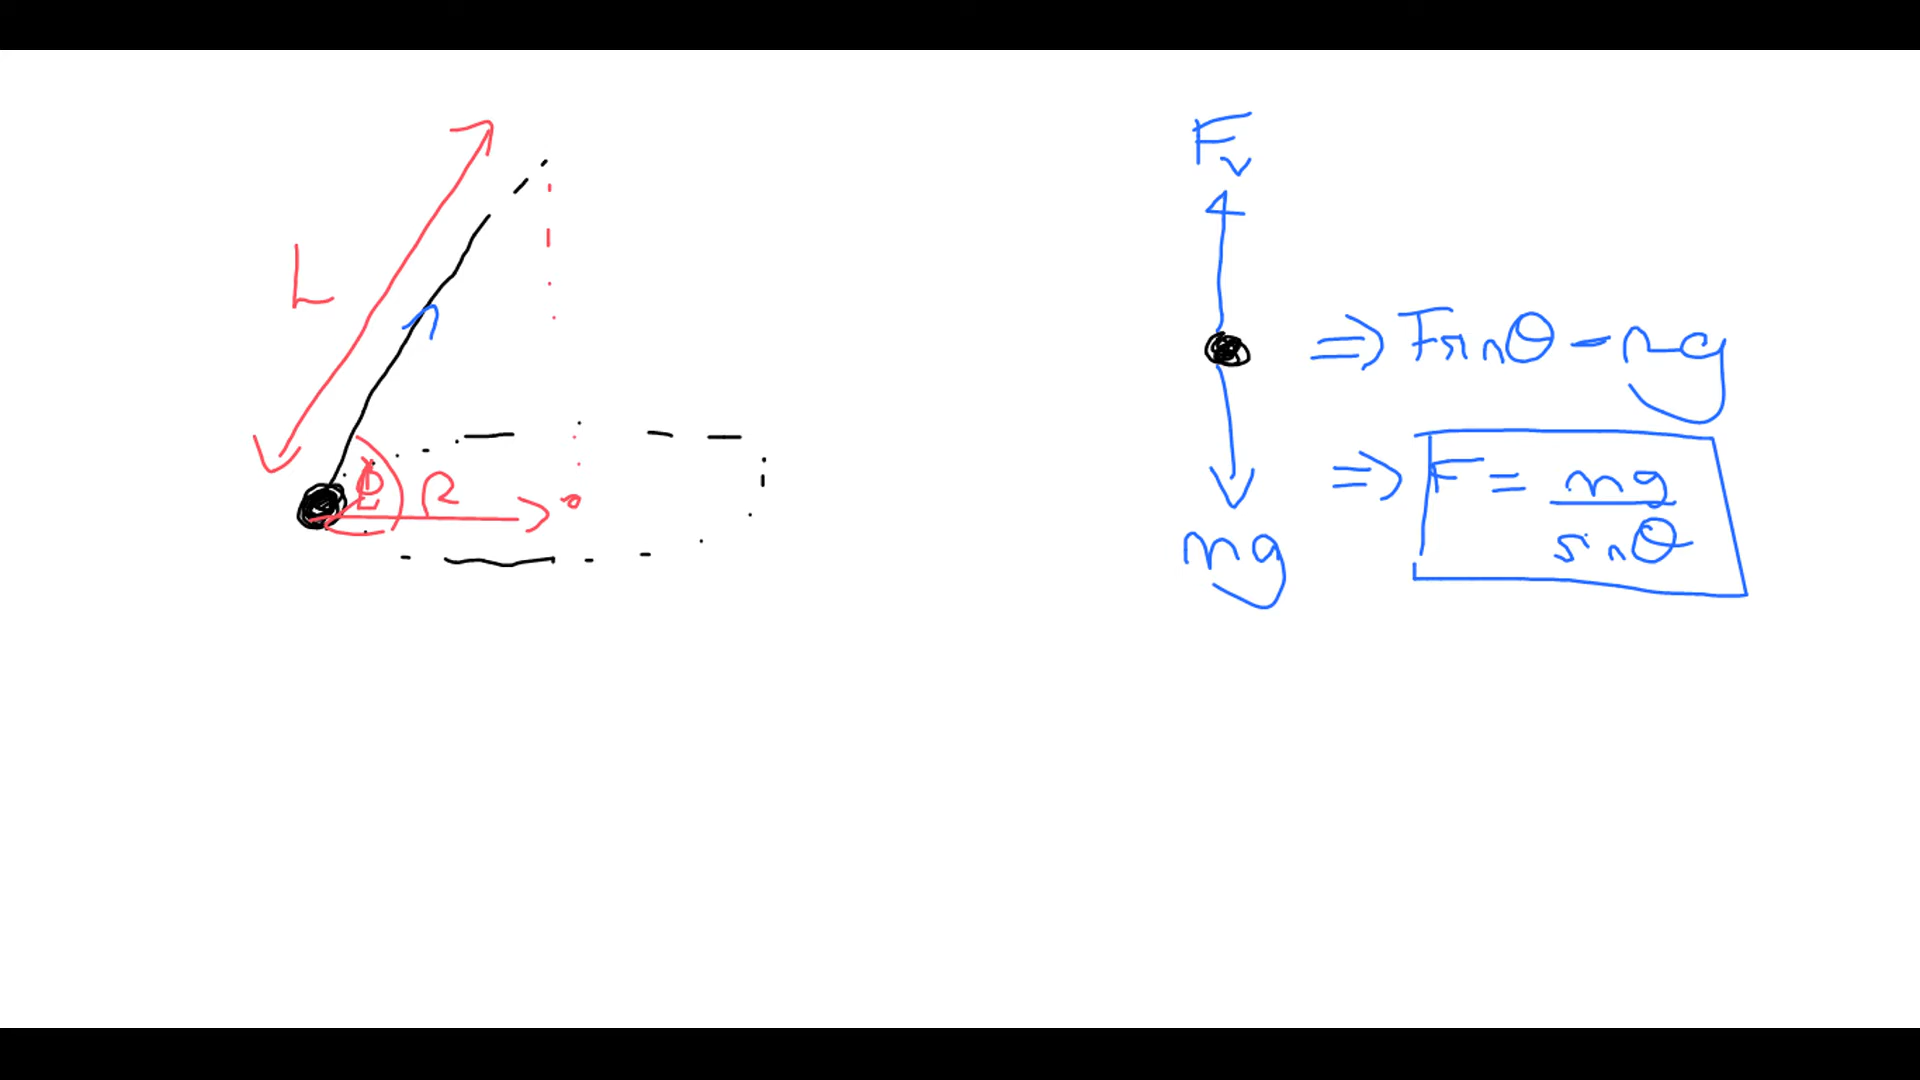 L
R
F_v
⇒ Fsinθ - mg
⇒ F = mg / sinθ
mg